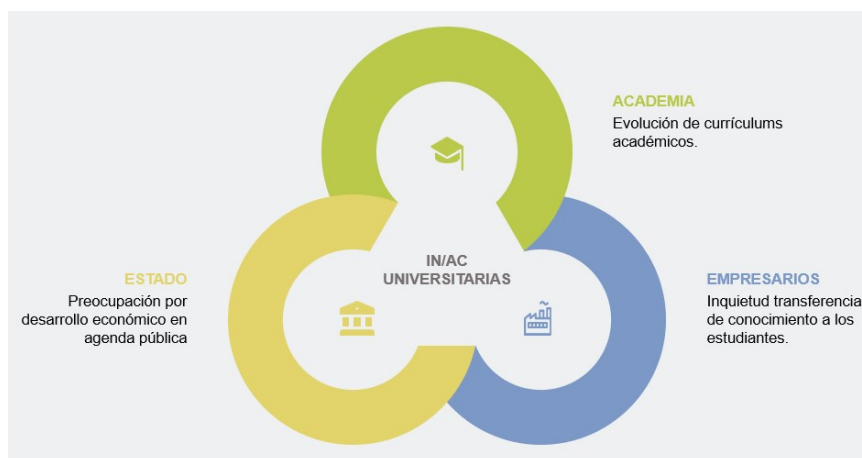 ACADEMIA
Evolución de currículums
académicos.
IN/AC
UNIVERSITARIAS
ESTADO
Preocupación por
desarrollo económico en
agenda pública
EMPRESARIOS
Inquietud transferencia
de conocimiento a los
estudiantes.